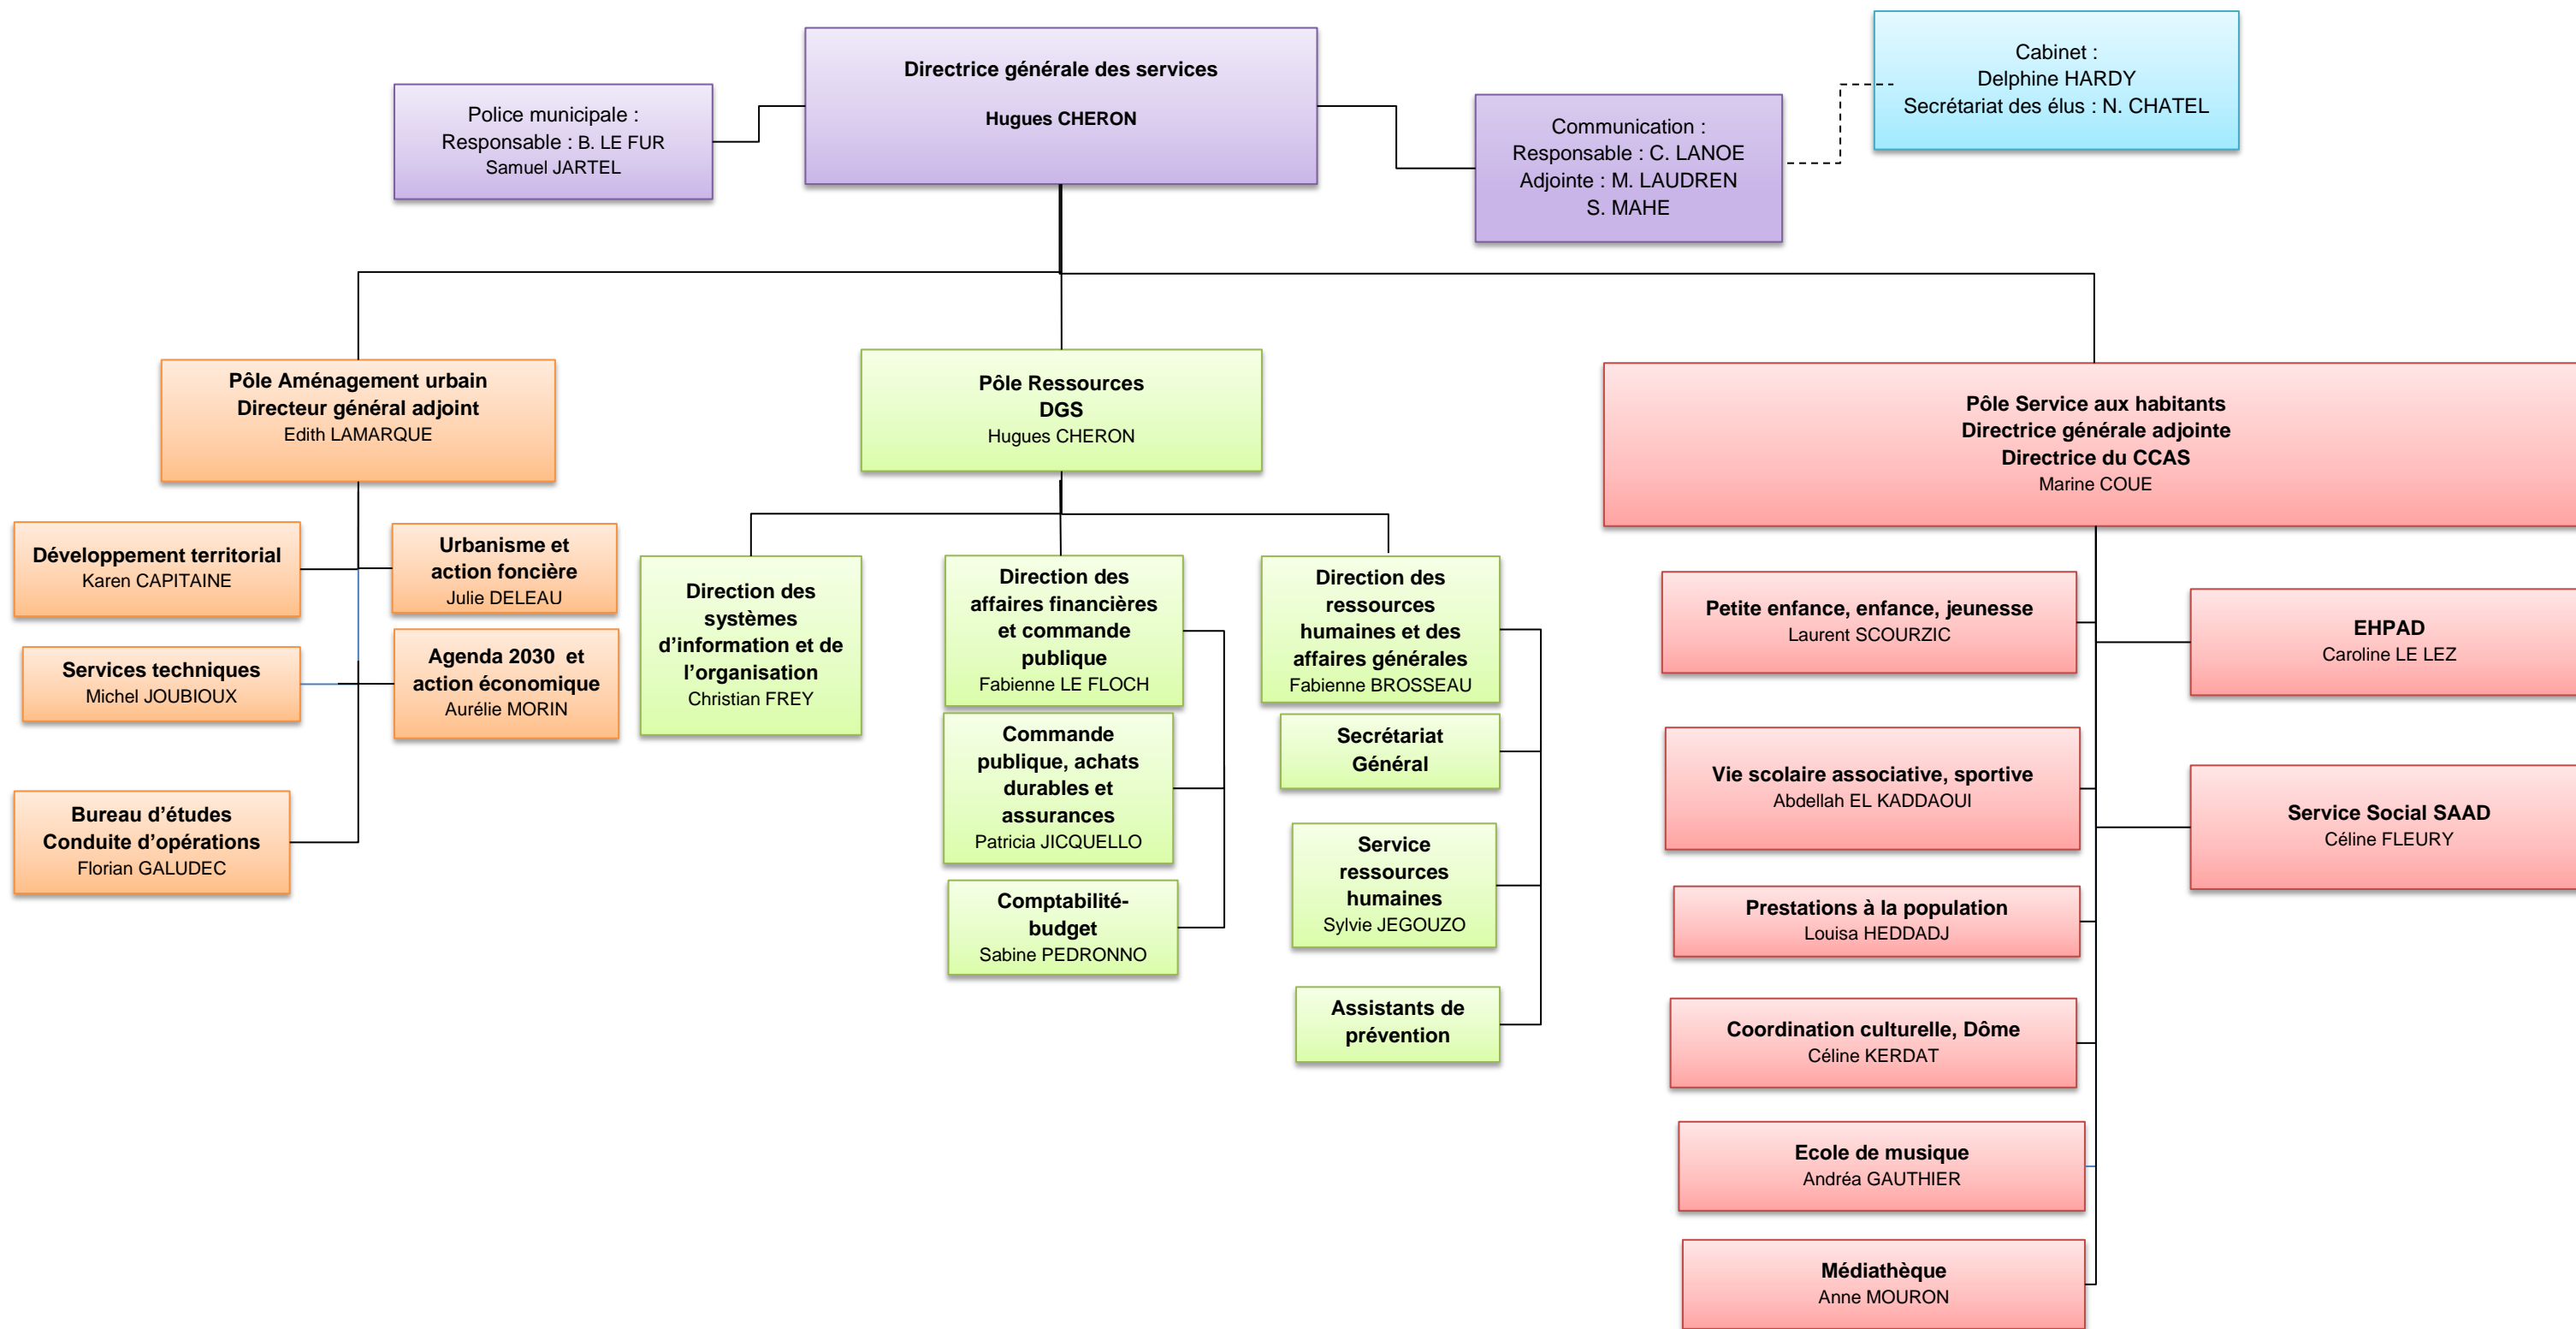 Directrice générale des services
Hugues CHERON
Police municipale :
Responsable : B. LE FUR
Samuel JARTEL
Communication :
Responsable : C. LANOE
Adjointe : M. LAUDREN
S. MAHE
Cabinet :
Delphine HARDY
Secrétariat des élus : N. CHATEL
Pôle Aménagement urbain
Directeur général adjoint
Edith LAMARQUE
Développement territorial
Karen CAPITAINE
Urbanisme et
action foncière
Julie DELEAU
Services techniques
Michel JOUBIOUX
Agenda 2030 et
action économique
Aurélie MORIN
Bureau d’études
Conduite d’opérations
Florian GALUDEC
Pôle Ressources
DGS
Hugues CHERON
Direction des
systèmes
d’information et de
l’organisation
Christian FREY
Direction des
affaires financières
et commande
publique
Fabienne LE FLOCH
Commande
publique, achats
durables et
assurances
Patricia JICQUELLO
Comptabilité-
budget
Sabine PEDRONNO
Direction des
ressources
humaines et des
affaires générales
Fabienne BROSSEAU
Secrétariat
Général
Service
ressources
humaines
Sylvie JEGOUZO
Assistants de
prévention
Pôle Service aux habitants
Directrice générale adjointe
Directrice du CCAS
Marine COUE
Petite enfance, enfance, jeunesse
Laurent SCOURZIC
EHPAD
Caroline LE LEZ
Vie scolaire associative, sportive
Abdellah EL KADDAOUI
Service Social SAAD
Céline FLEURY
Prestations à la population
Louisa HEDDADJ
Coordination culturelle, Dôme
Céline KERDAT
Ecole de musique
Andréa GAUTHIER
Médiathèque
Anne MOURON